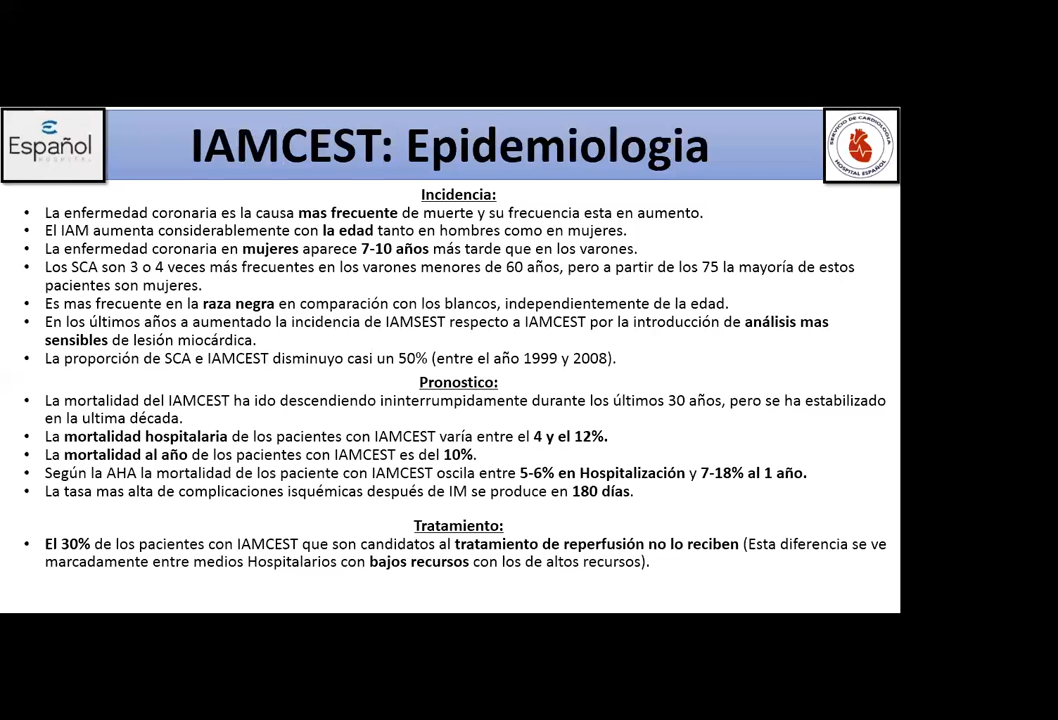 Español
HOSPITAL
IAMCEST: Epidemiologia
SERVICIO DE CARDIOLOGIA
HOSPITAL ESPAÑOL
Incidencia:
• La enfermedad coronaria es la causa mas frecuente de muerte y su frecuencia esta en aumento.
• El IAM aumenta considerablemente con la edad tanto en hombres como en mujeres.
• La enfermedad coronaria en mujeres aparece 7-10 años más tarde que en los varones.
• Los SCA son 3 o 4 veces más frecuentes en los varones menores de 60 años, pero a partir de los 75 la mayoría de estos
pacientes son mujeres.
• Es mas frecuente en la raza negra en comparación con los blancos, independientemente de la edad.
• En los últimos años a aumentado la incidencia de IAMSEST respecto a IAMCEST por la introducción de análisis mas
sensibles de lesión miocárdica.
• La proporción de SCA e IAMCEST disminuyo casi un 50% (entre el año 1999 y 2008).
Pronostico:
• La mortalidad del IAMCEST ha ido descendiendo ininterrumpidamente durante los últimos 30 años, pero se ha estabilizado
en la ultima década.
• La mortalidad hospitalaria de los pacientes con IAMCEST varía entre el 4 y el 12%.
• La mortalidad al año de los pacientes con IAMCEST es del 10%.
• Según la AHA la mortalidad de los paciente con IAMCEST oscila entre 5-6% en Hospitalización y 7-18% al 1 año.
• La tasa mas alta de complicaciones isquémicas después de IM se produce en 180 días.
Tratamiento:
• El 30% de los pacientes con IAMCEST que son candidatos al tratamiento de reperfusión no lo reciben (Esta diferencia se ve
marcadamente entre medios Hospitalarios con bajos recursos con los de altos recursos).